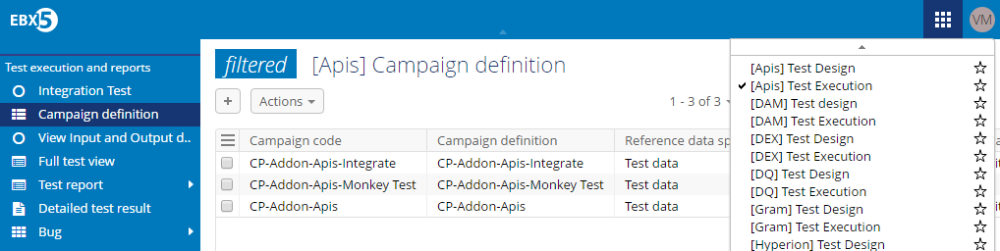 EBX5
VM
Test execution and reports
Integration Test
Campaign definition
View Input and Output d..
Full test view
Test report
Detailed test result
Bug
filtered
[Apis] Campaign definition
Actions
1 - 3 of 3
Campaign code Campaign definition Reference data sp
CP-Addon-Apis-Integrate CP-Addon-Apis-Integrate Test data
CP-Addon-Apis-Monkey Test CP-Addon-Apis-Monkey Test Test data
CP-Addon-Apis CP-Addon-Apis Test data
[Apis] Test Design
[Apis] Test Execution
[DAM] Test design
[DAM] Test Execution
[DEX] Test Design
[DEX] Test Execution
[DQ] Test Design
[DQ] Test Execution
[Gram] Test Design
[Gram] Test Execution
[Hyperion] Test Design